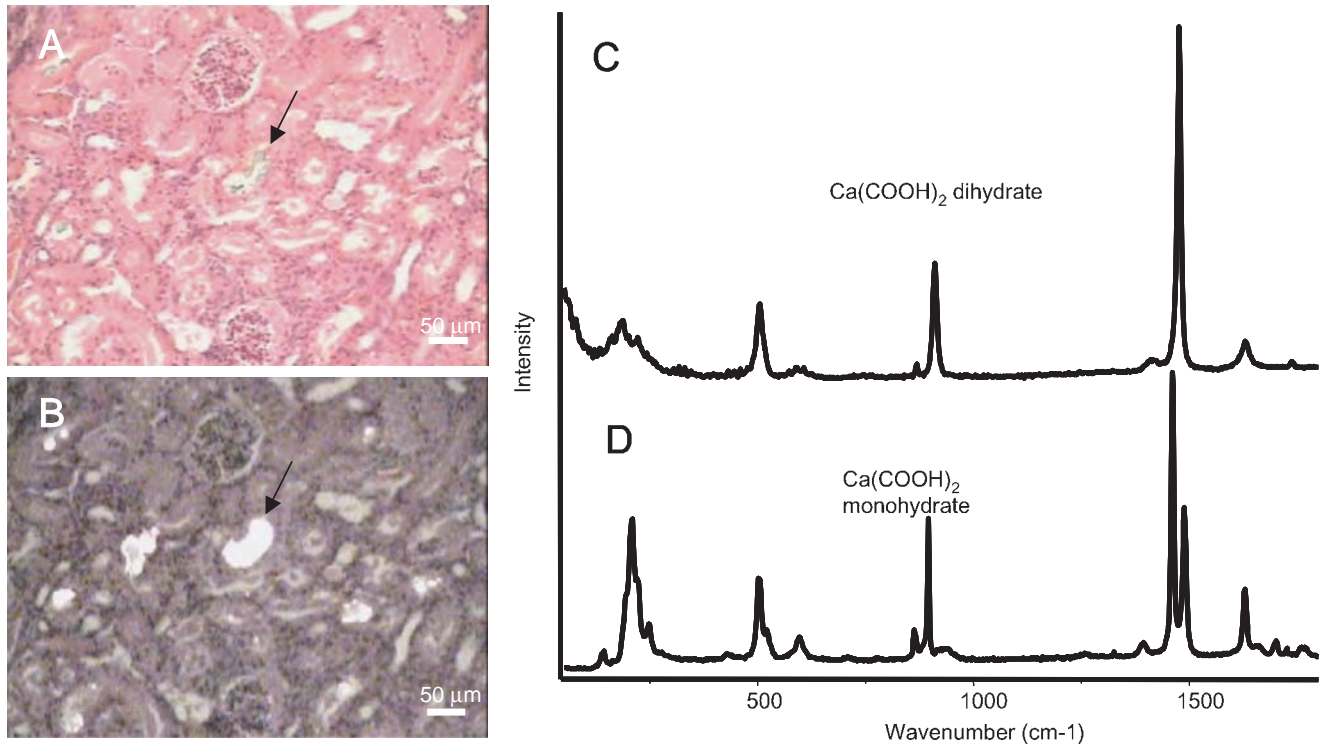 A
50 μm
B
50 μm
C
Ca(COOH)2 dihydrate
D
Ca(COOH)2
monohydrate
Intensity
500
1000
1500
Wavenumber (cm-1)